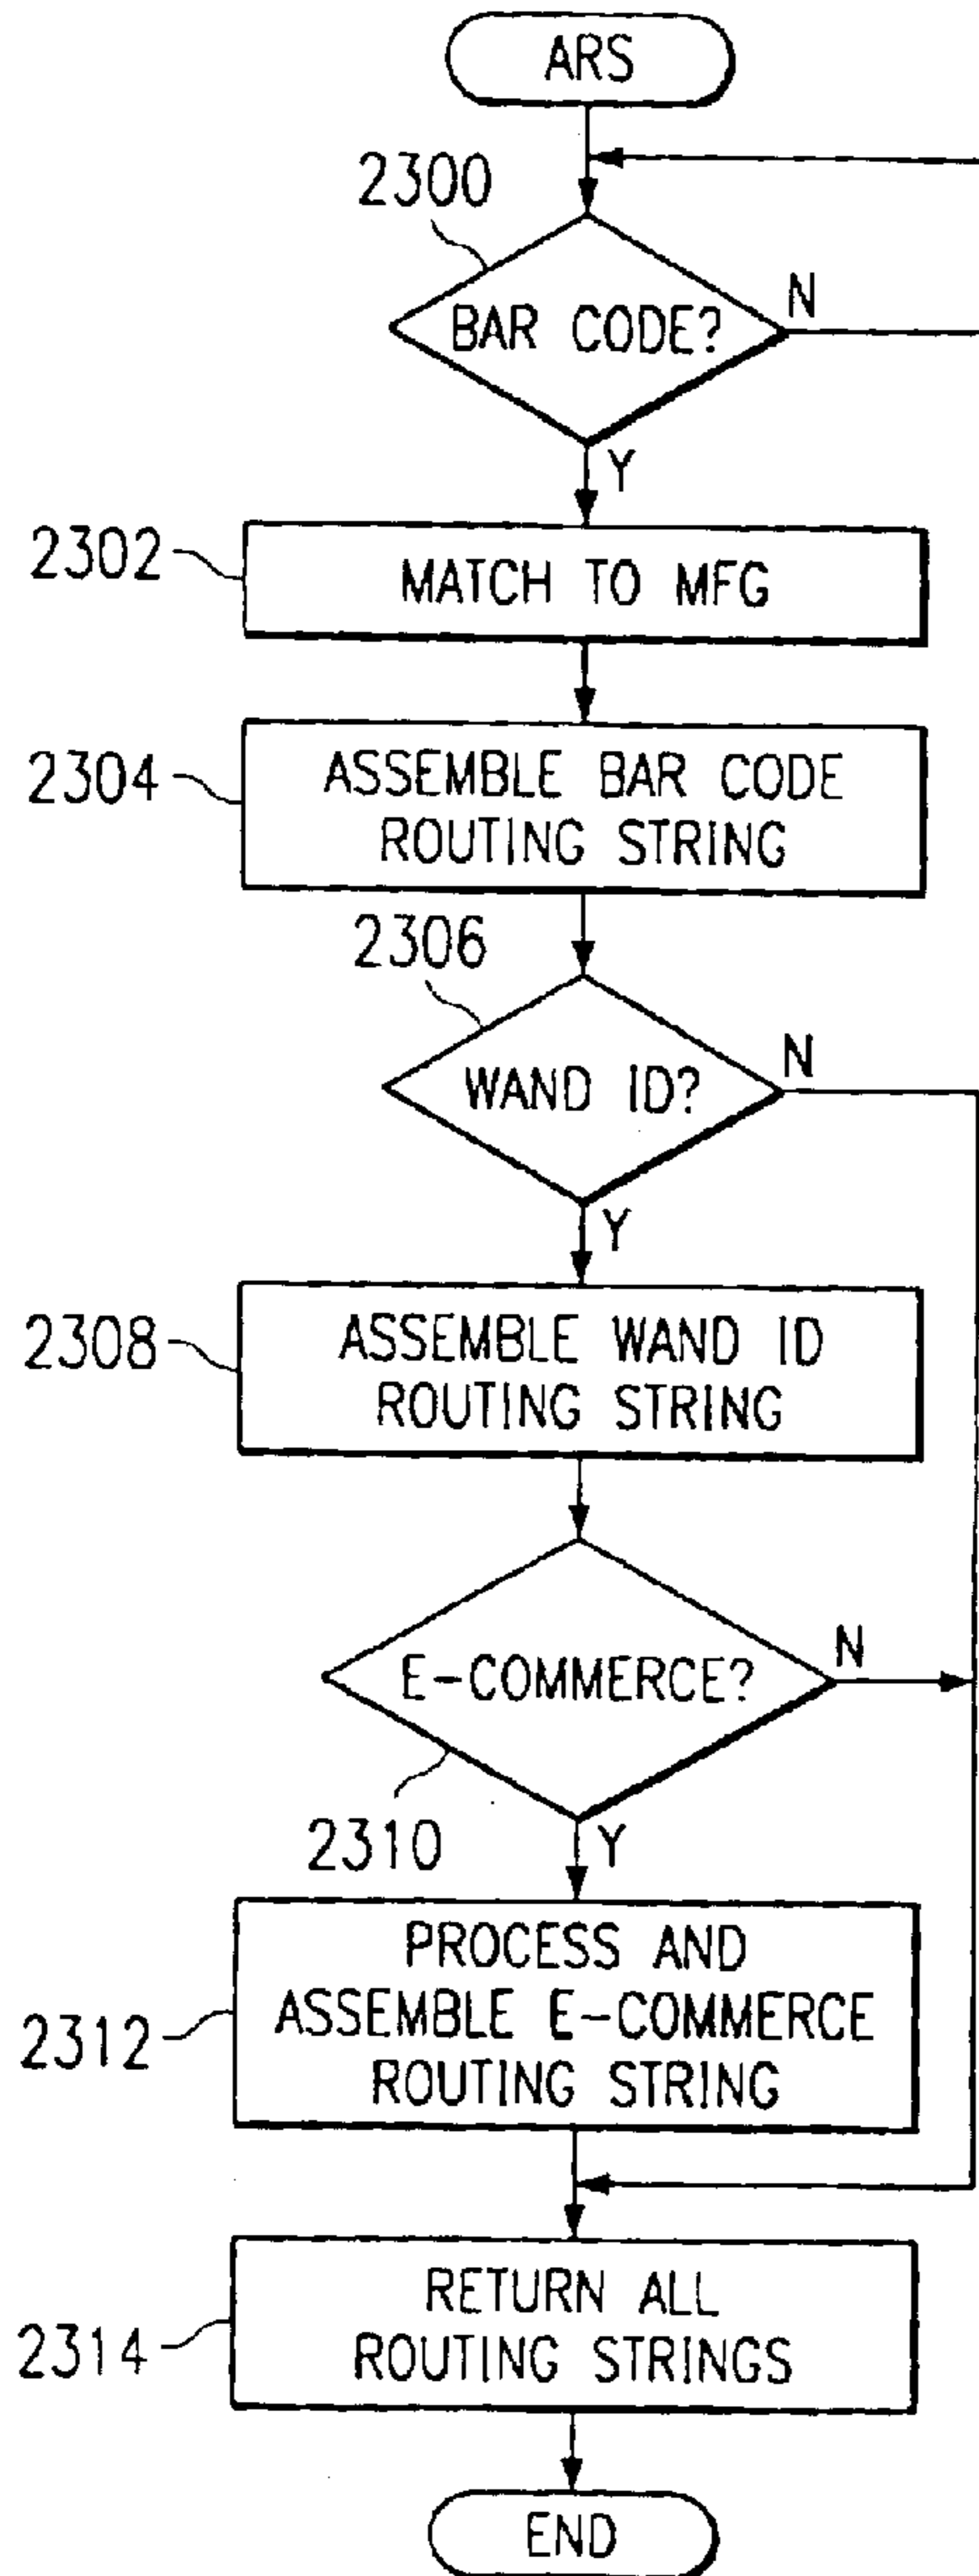 ARS
2300
BAR CODE?
N
Y
2302
MATCH TO MFG
2304
ASSEMBLE BAR CODE
ROUTING STRING
2306
WAND ID?
N
Y
2308
ASSEMBLE WAND ID
ROUTING STRING
E-COMMERCE?
N
2310
Y
2312
PROCESS AND
ASSEMBLE E-COMMERCE
ROUTING STRING
2314
RETURN ALL
ROUTING STRINGS
END